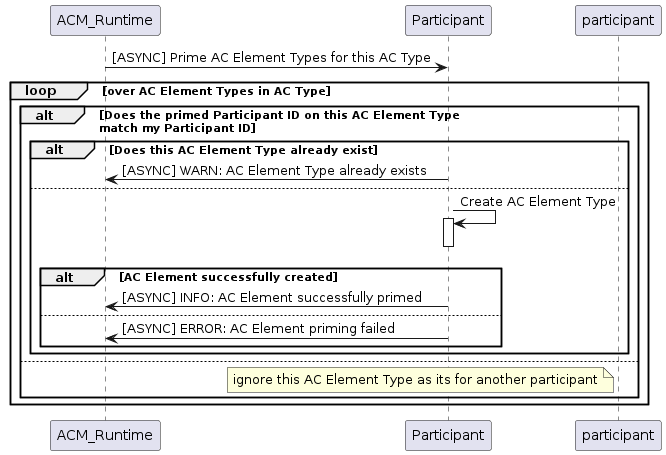 ACM_Runtime
Participant
participant
[ASYNC] Prime AC Element Types for this AC Type
loop
[over AC Element Types in AC Type]
alt
[Does the primed Participant ID on this AC Element Type
match my Participant ID]
alt
[Does this AC Element Type already exist]
[ASYNC] WARN: AC Element Type already exists
Create AC Element Type
alt
[AC Element successfully created]
[ASYNC] INFO: AC Element successfully primed
[ASYNC] ERROR: AC Element priming failed
ignore this AC Element Type as its for another participant
ACM_Runtime
Participant
participant